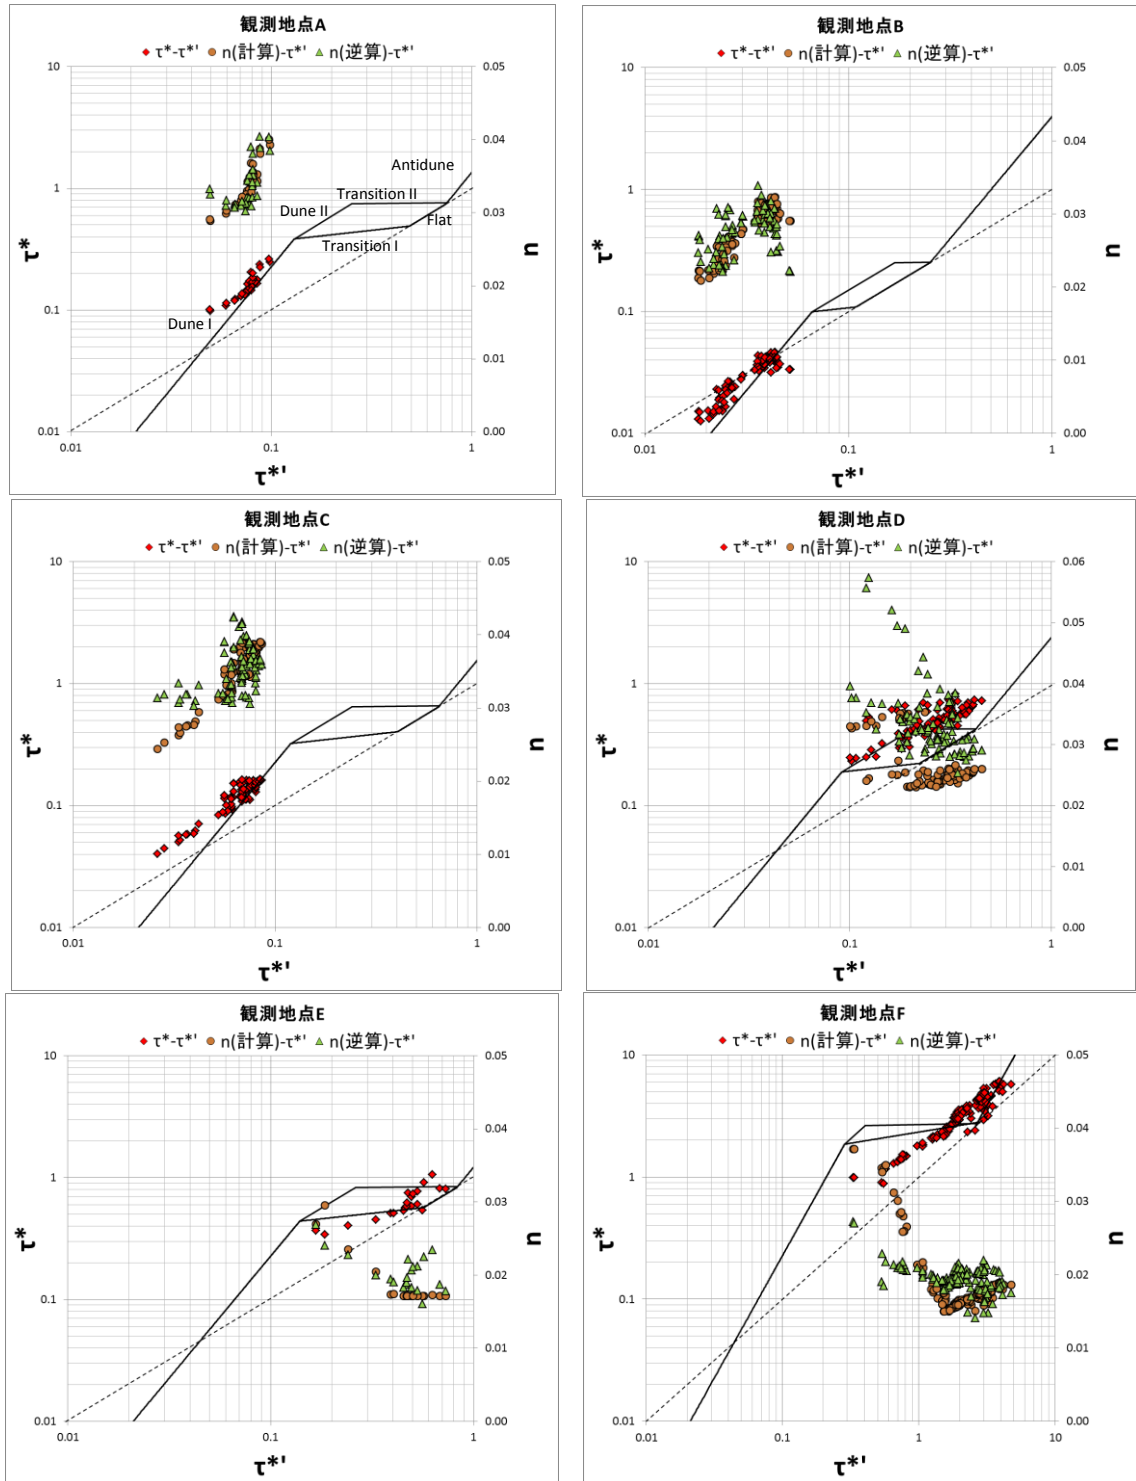 観測地点A
τ*-τ*' n(計算)-τ*' n(逆算)-τ*'
10 0.05
0.04
1 Antidune
Transition II
Dune II 0.03
Flat
τ* Transition I n
0.02
Dune I
0.1
0.01
0.01 0.00
0.01 0.1 1
τ*'
観測地点B
τ*-τ*' n(計算)-τ*' n(逆算)-τ*'
10 0.05
0.04
1
0.03
τ* n
0.02
0.1
0.01
0.01 0.00
0.01 0.1 1
τ*'
観測地点C
τ*-τ*' n(計算)-τ*' n(逆算)-τ*'
10 0.05
0.04
1
0.03
τ* n
0.02
0.1
0.01
0.01 0.00
0.01 0.1 1
τ*'
観測地点D
τ*-τ*' n(計算)-τ*' n(逆算)-τ*'
10 0.06
0.05
1 0.04
τ* 0.03 n
0.1 0.02
0.01
0.01 0.00
0.01 0.1 1
τ*'
観測地点E
τ*-τ*' n(計算)-τ*' n(逆算)-τ*'
10 0.05
0.04
1
0.03
τ* n
0.02
0.1
0.01
0.01 0.00
0.01 0.1 1
τ*'
観測地点F
τ*-τ*' n(計算)-τ*' n(逆算)-τ*'
10 0.05
0.04
1
0.03
τ* n
0.02
0.1
0.01
0.01 0.00
0.01 0.1 1 10
τ*'